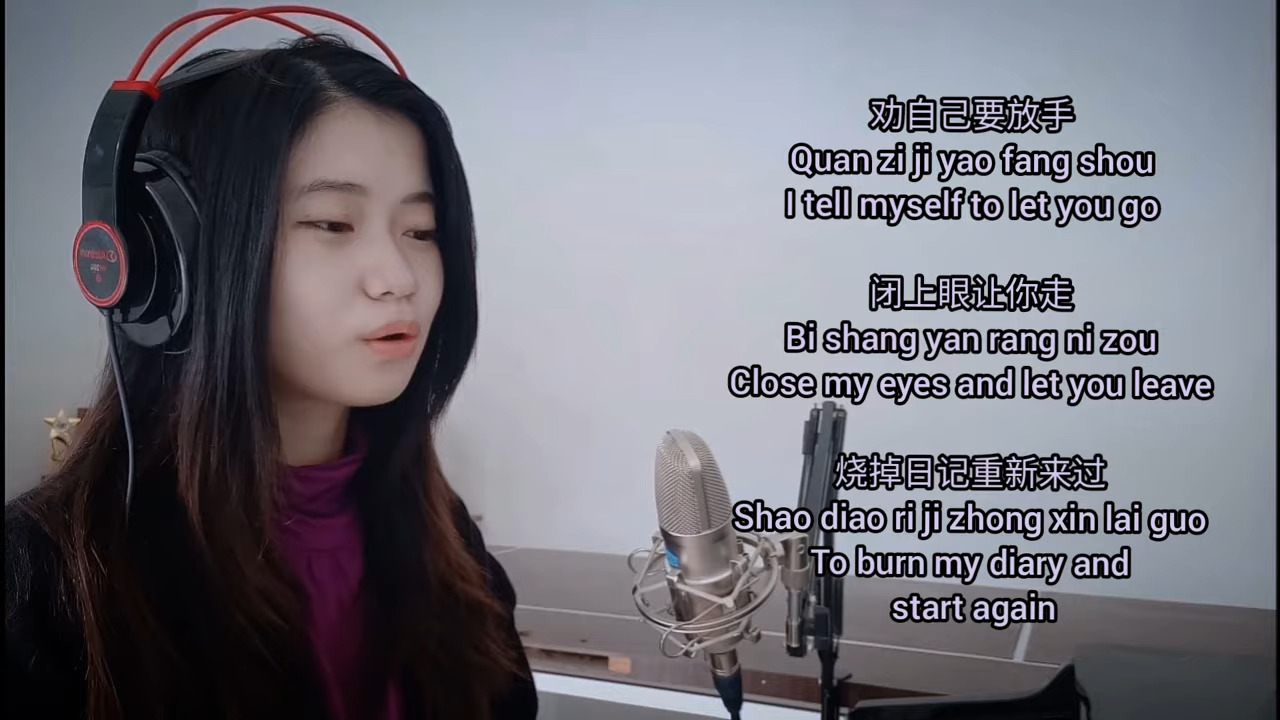 劝自己要放手
Quan zi ji yao fang shou
I tell myself to let you go
闭上眼让你走
Bi shang yan rang ni zou
Close my eyes and let you leave
烧掉日记重新来过
Shao diao ri ji zhong xin lai guo
To burn my diary and
start again